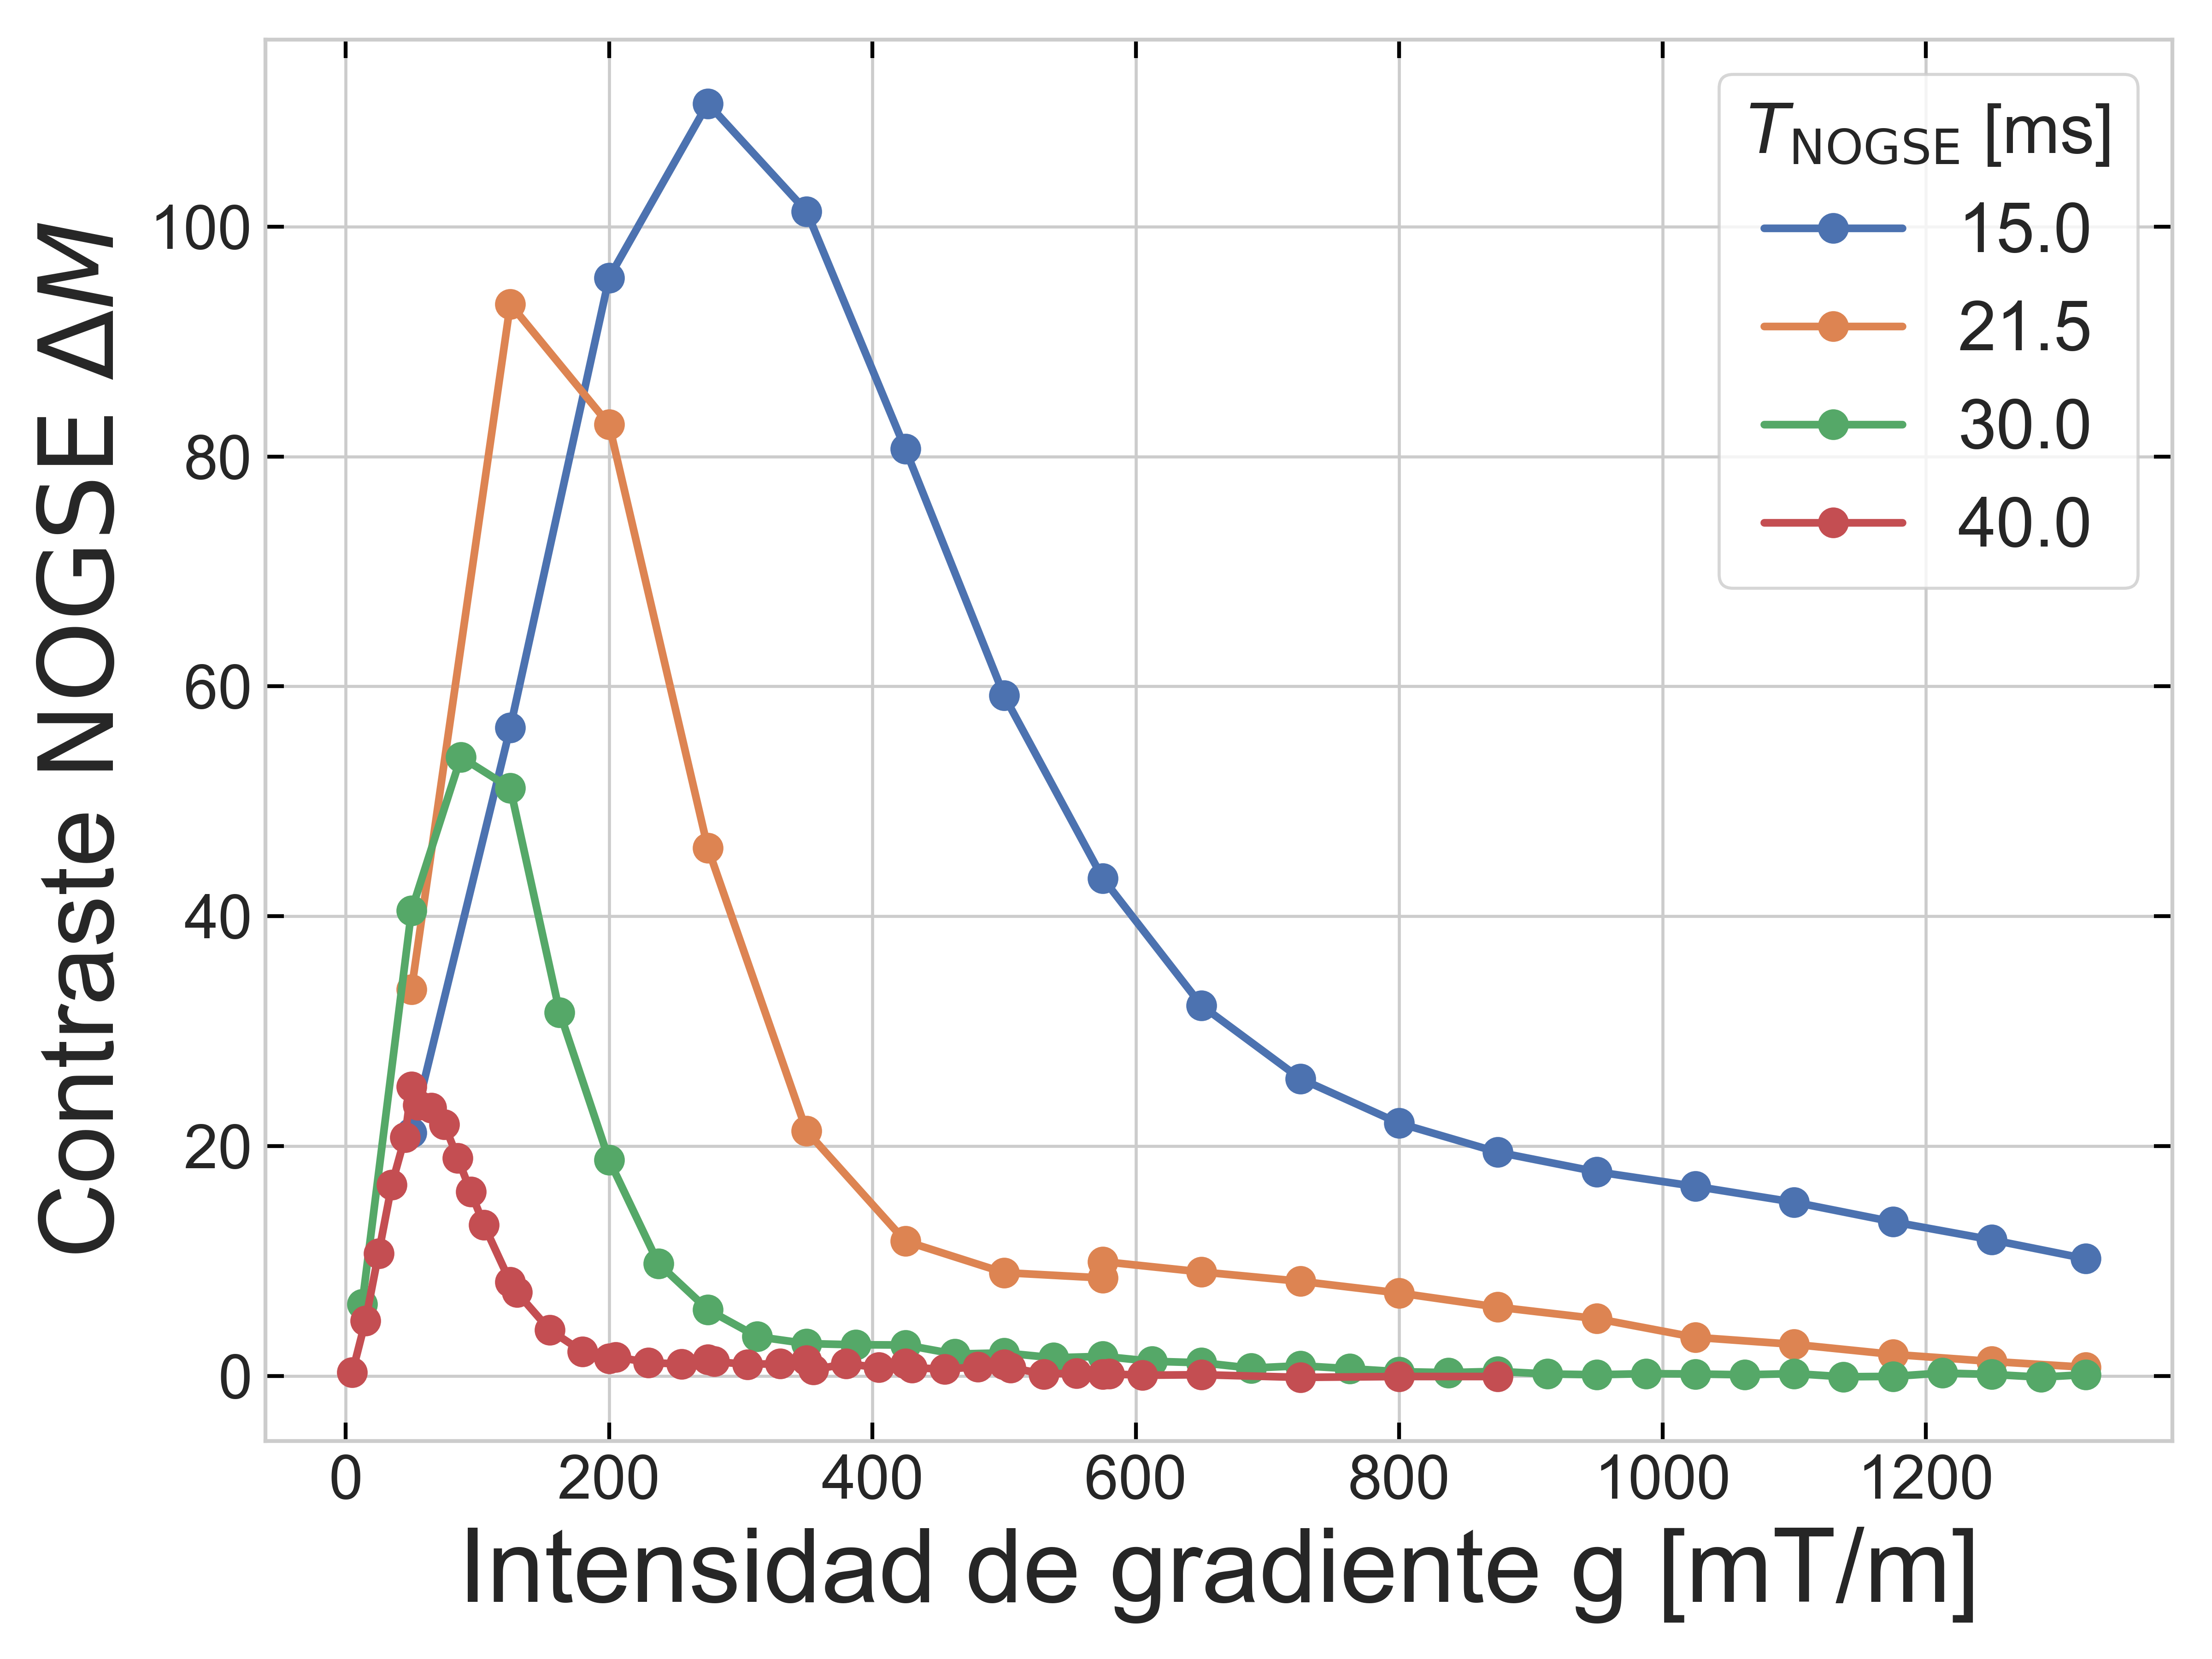 Contraste NOGSE ΔM
100
80
60
40
20
0
0 200 400 600 800 1000 1200
Intensidad de gradiente g [mT/m]
T_NOGSE [ms]
15.0
21.5
30.0
40.0